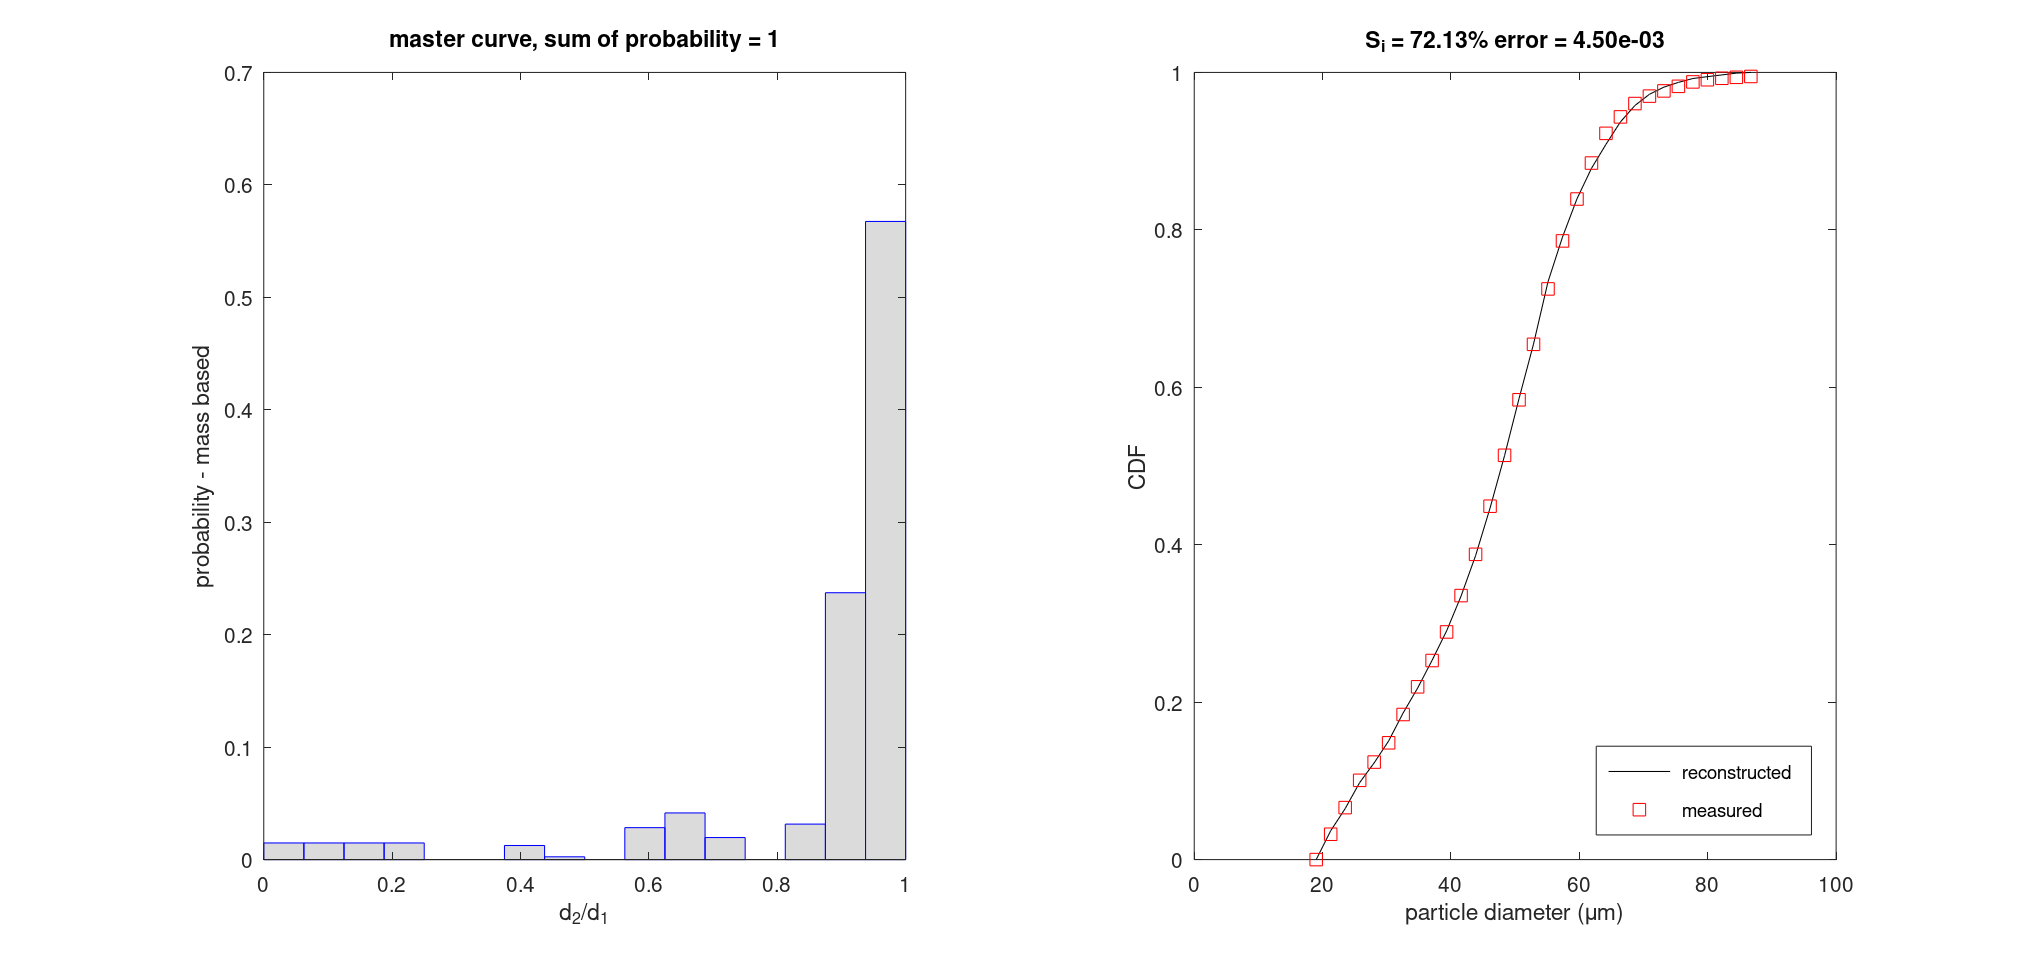 master curve, sum of probability = 1
0.7
0.6
0.5
0.4
0.3
0.2
0.1
0
probability - mass based
0 0.2 0.4 0.6 0.8 1
d2/d1
Si = 72.13% error = 4.50e-03
1
0.8
0.6
0.4
0.2
0
CDF
reconstructed
measured
0 20 40 60 80 100
particle diameter (µm)